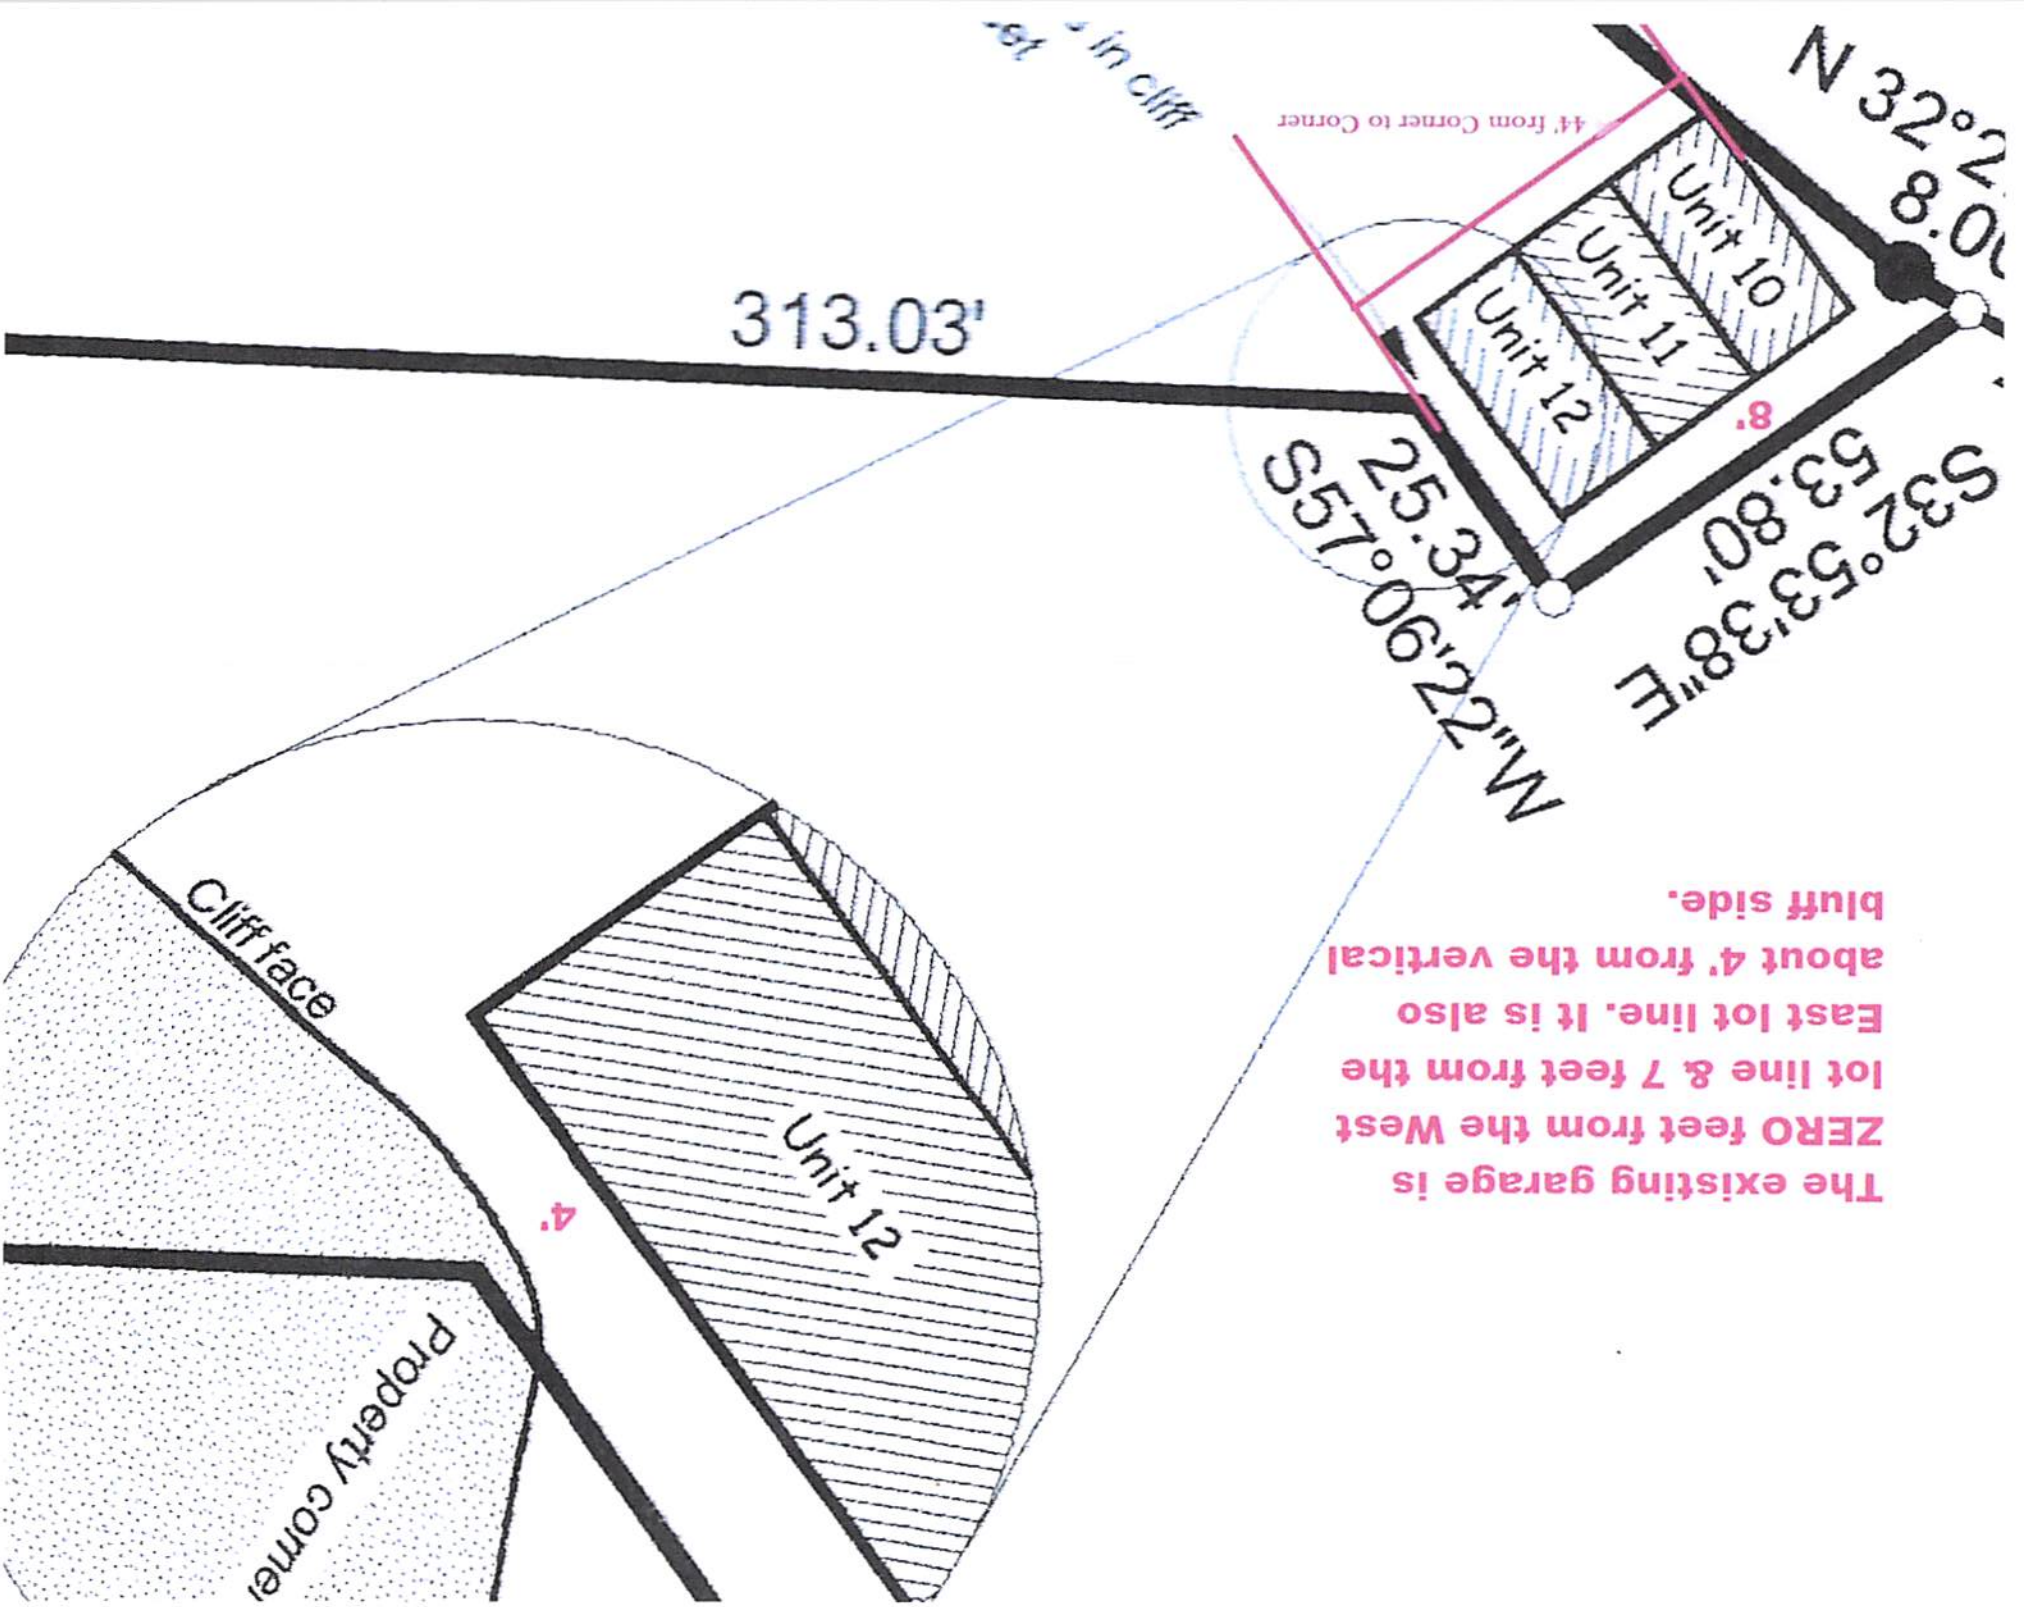 in cliff
44' from Corner to Corner
N 32°2
8.0
Unit 10
Unit 11
Unit 12
313.03'
8'
25.34'
S57°06'22"W
53.80'
S32°53'38"E
Cliff face
Unit 12
4'
Property corner
The existing garage is
ZERO feet from the West
lot line & 7 feet from the
East lot line. It is also
about 4' from the vertical
bluff side.